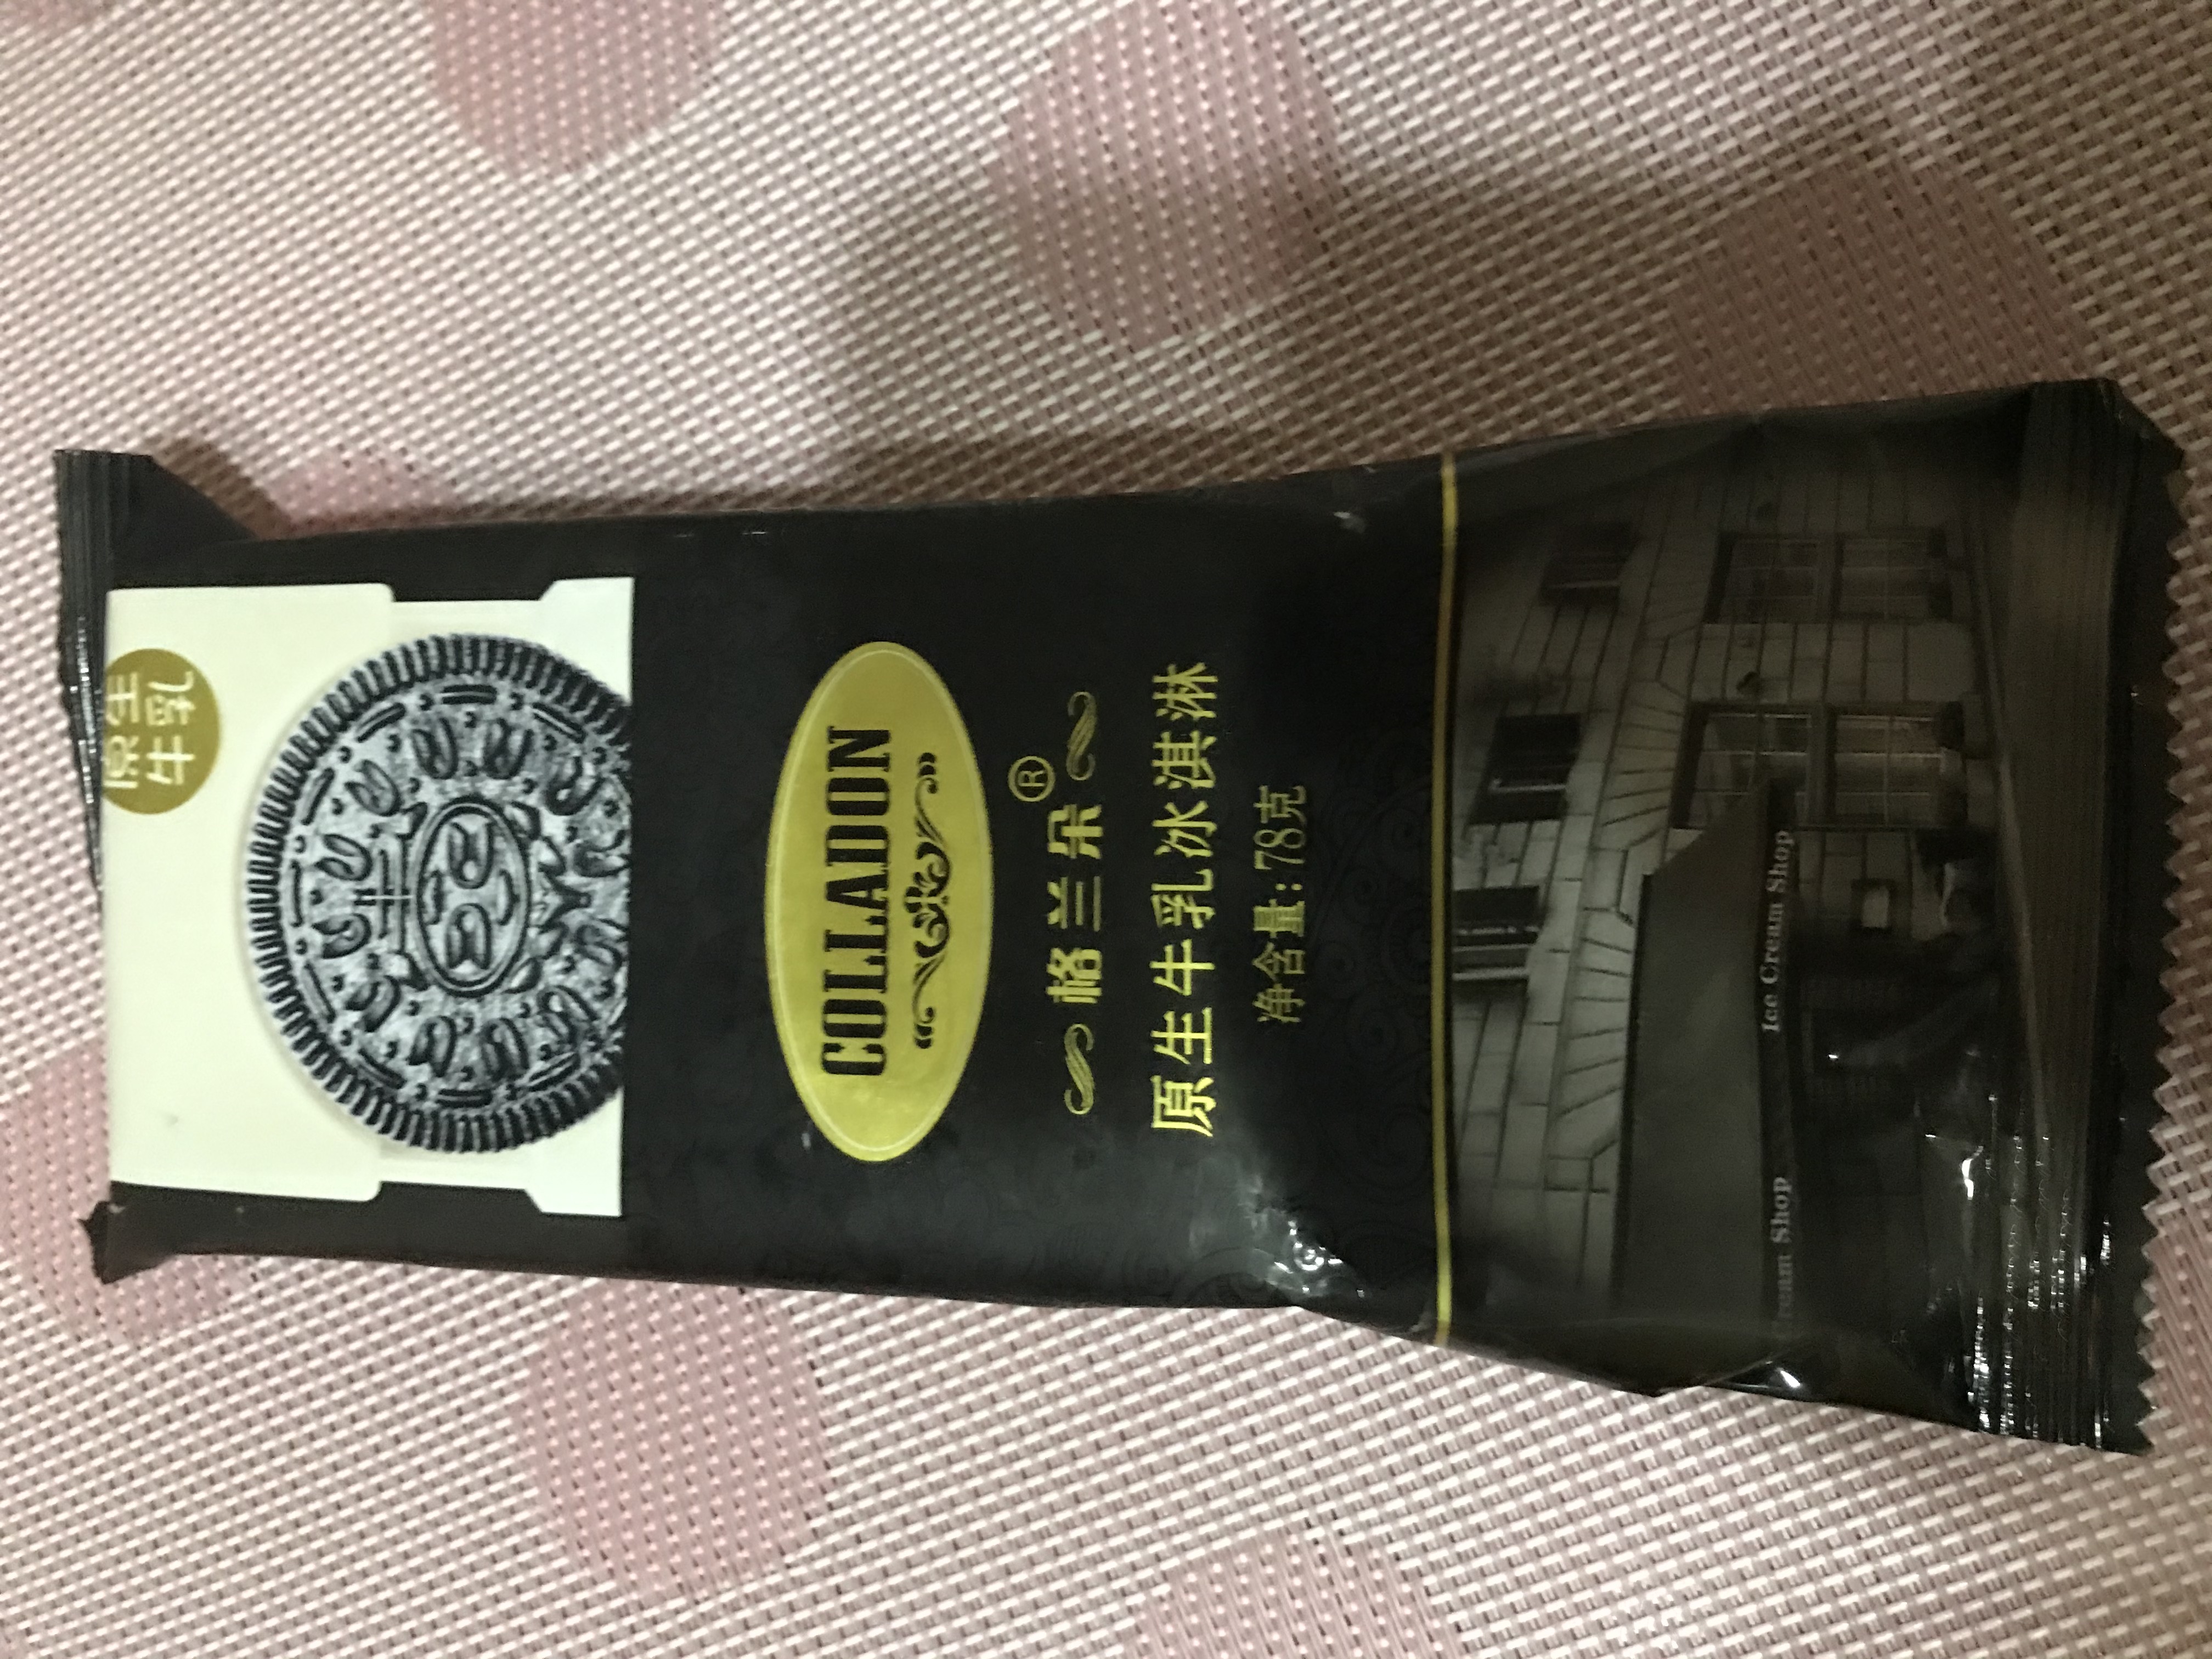 原生
牛乳
88
COLLADON
格兰朵®
原生牛乳冰淇淋
净含量:78克
Ice Cream Shop
Cream Shop